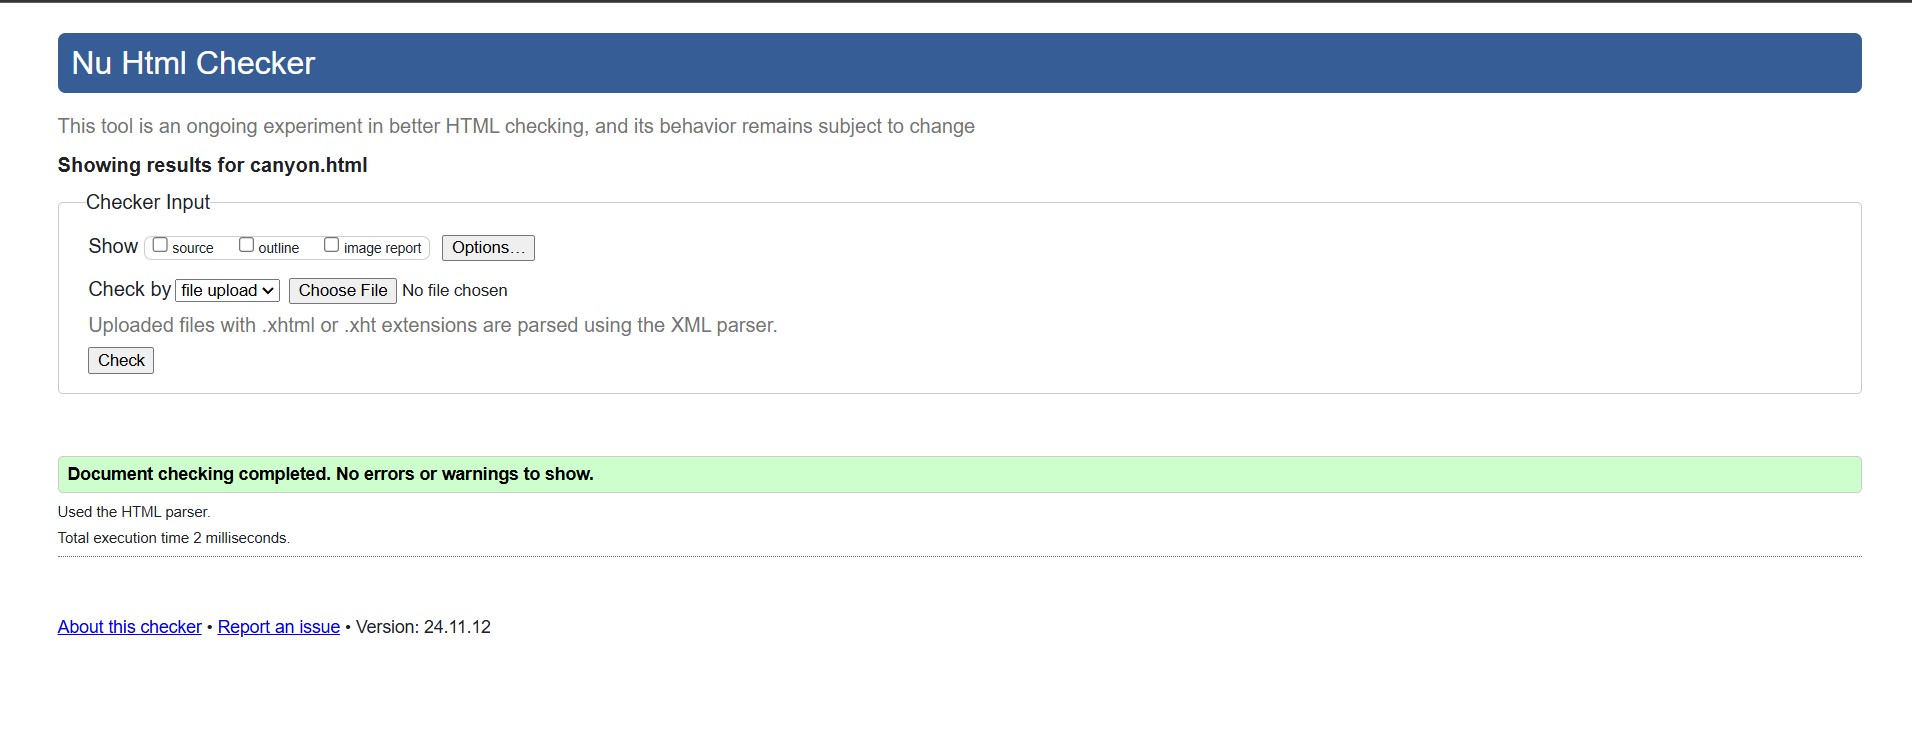 Nu Html Checker
This tool is an ongoing experiment in better HTML checking, and its behavior remains subject to change
Showing results for canyon.html
Checker Input
Show source outline image report Options...
Check by file upload Choose File No file chosen
Uploaded files with .xhtml or .xht extensions are parsed using the XML parser.
Check
Document checking completed. No errors or warnings to show.
Used the HTML parser.
Total execution time 2 milliseconds.
About this checker • Report an issue • Version: 24.11.12